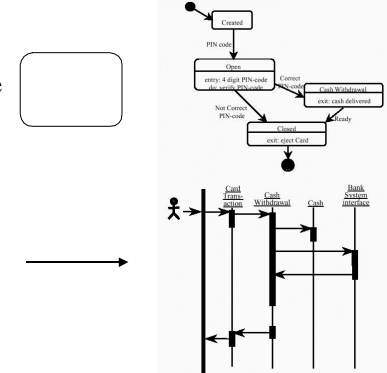 Created
PIN code
Open
entry: 4 digit PIN-code
do: verify PIN-code
Correct
PIN-code
Cash Withdrawal
exit: cash delivered
Not Correct
PIN-code
Ready
Closed
exit: eject Card
e
Card
Trans-
action
Cash
Withdrawal
Cash
Bank
System
interface